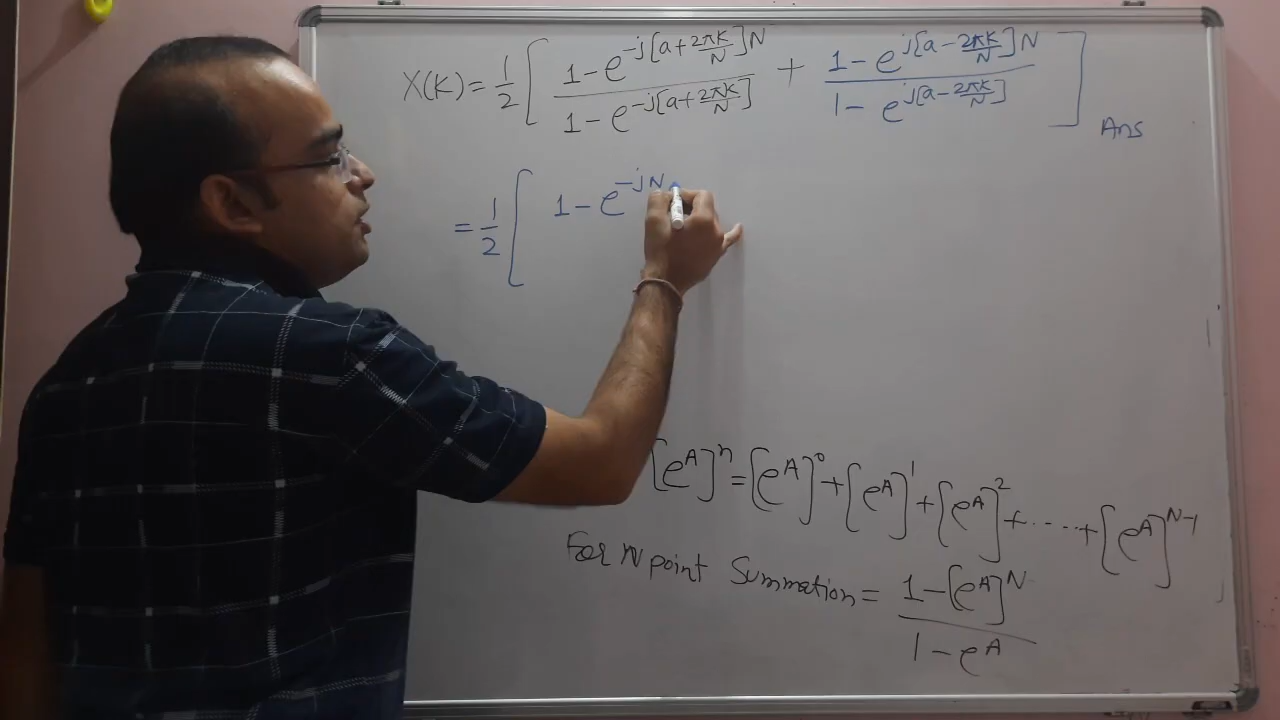 X(K) = 1/2 [ (1 - e^{-j[a + 2πK/N]N}) / (1 - e^{-j[a + 2πK/N]}) + (1 - e^{j[a - 2πK/N]N}) / (1 - e^{j[a - 2πK/N]}) ] Ans
= 1/2 [ 1 - e^{-jN
[e^A]^n = [e^A]^0 + [e^A]^1 + [e^A]^2 + ..... + [e^A]^{N-1}
For N point Summation = (1 - [e^A]^N) / (1 - e^A)